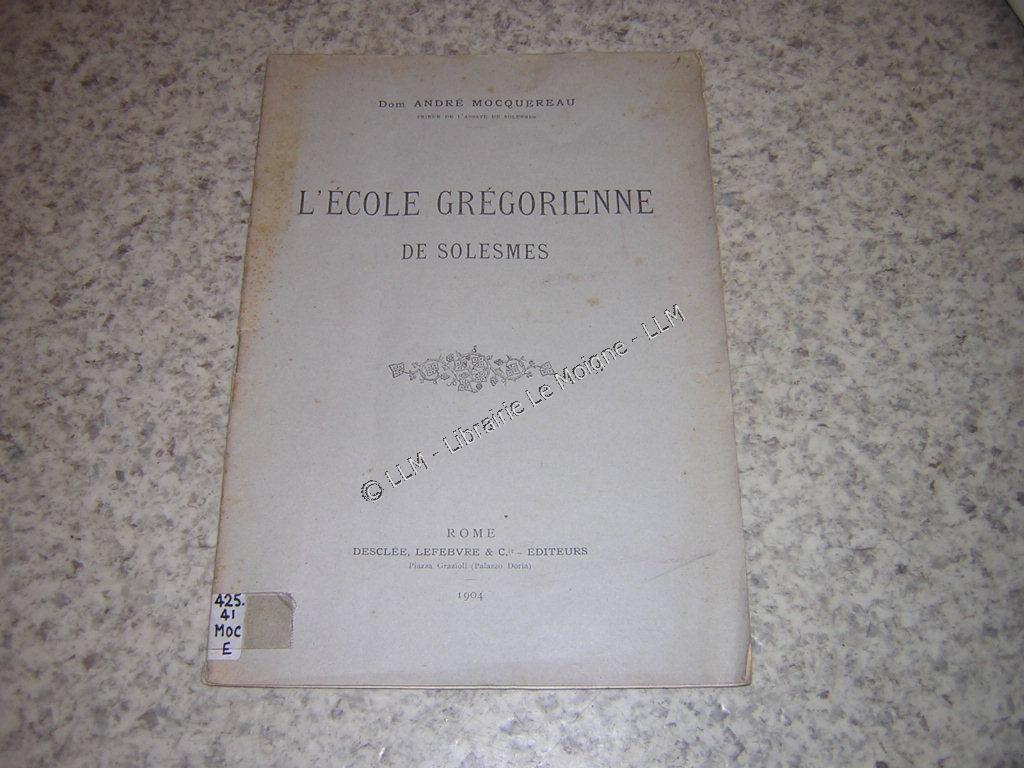 Dom ANDRÉ MOCQUEREAU
PRIEUR DE L'ABBAYE DE SOLESMES
L'ÉCOLE GRÉGORIENNE
DE SOLESMES
© LLM - Librairie Le Moigne - LLM
ROME
DESCLÉE, LEFEBVRE & C.ie - ÉDITEURS
Piazza Grazioli (Palazzo Doria)
1904
425.
41
MOC
E